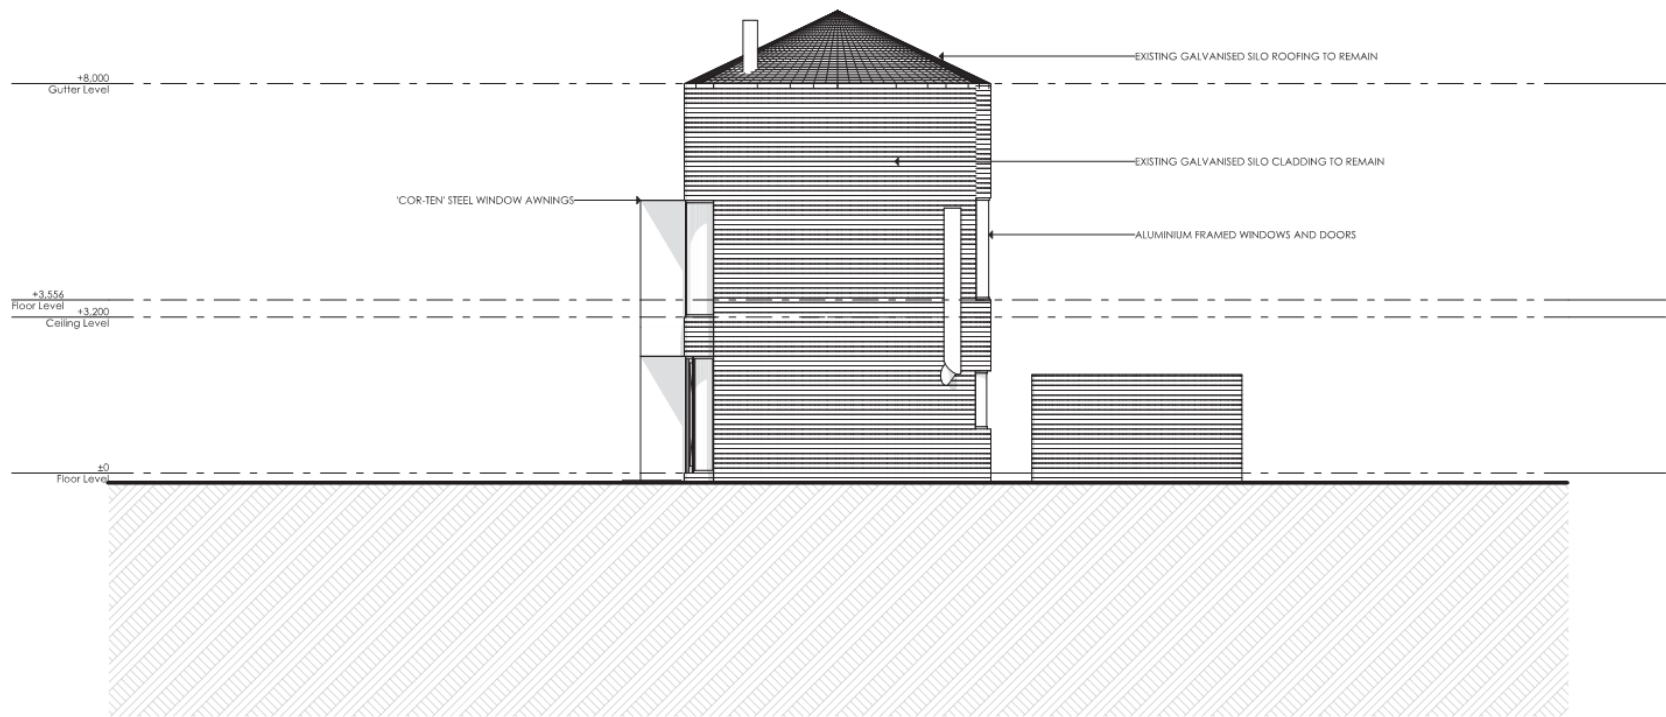 EXISTING GALVANISED SILO ROOFING TO REMAIN
+8,000
Gutter Level
EXISTING GALVANISED SILO CLADDING TO REMAIN
'COR-TEN' STEEL WINDOW AWNINGS
ALUMINIUM FRAMED WINDOWS AND DOORS
+3,556
Floor Level
+3,200
Ceiling Level
±0
Floor Level